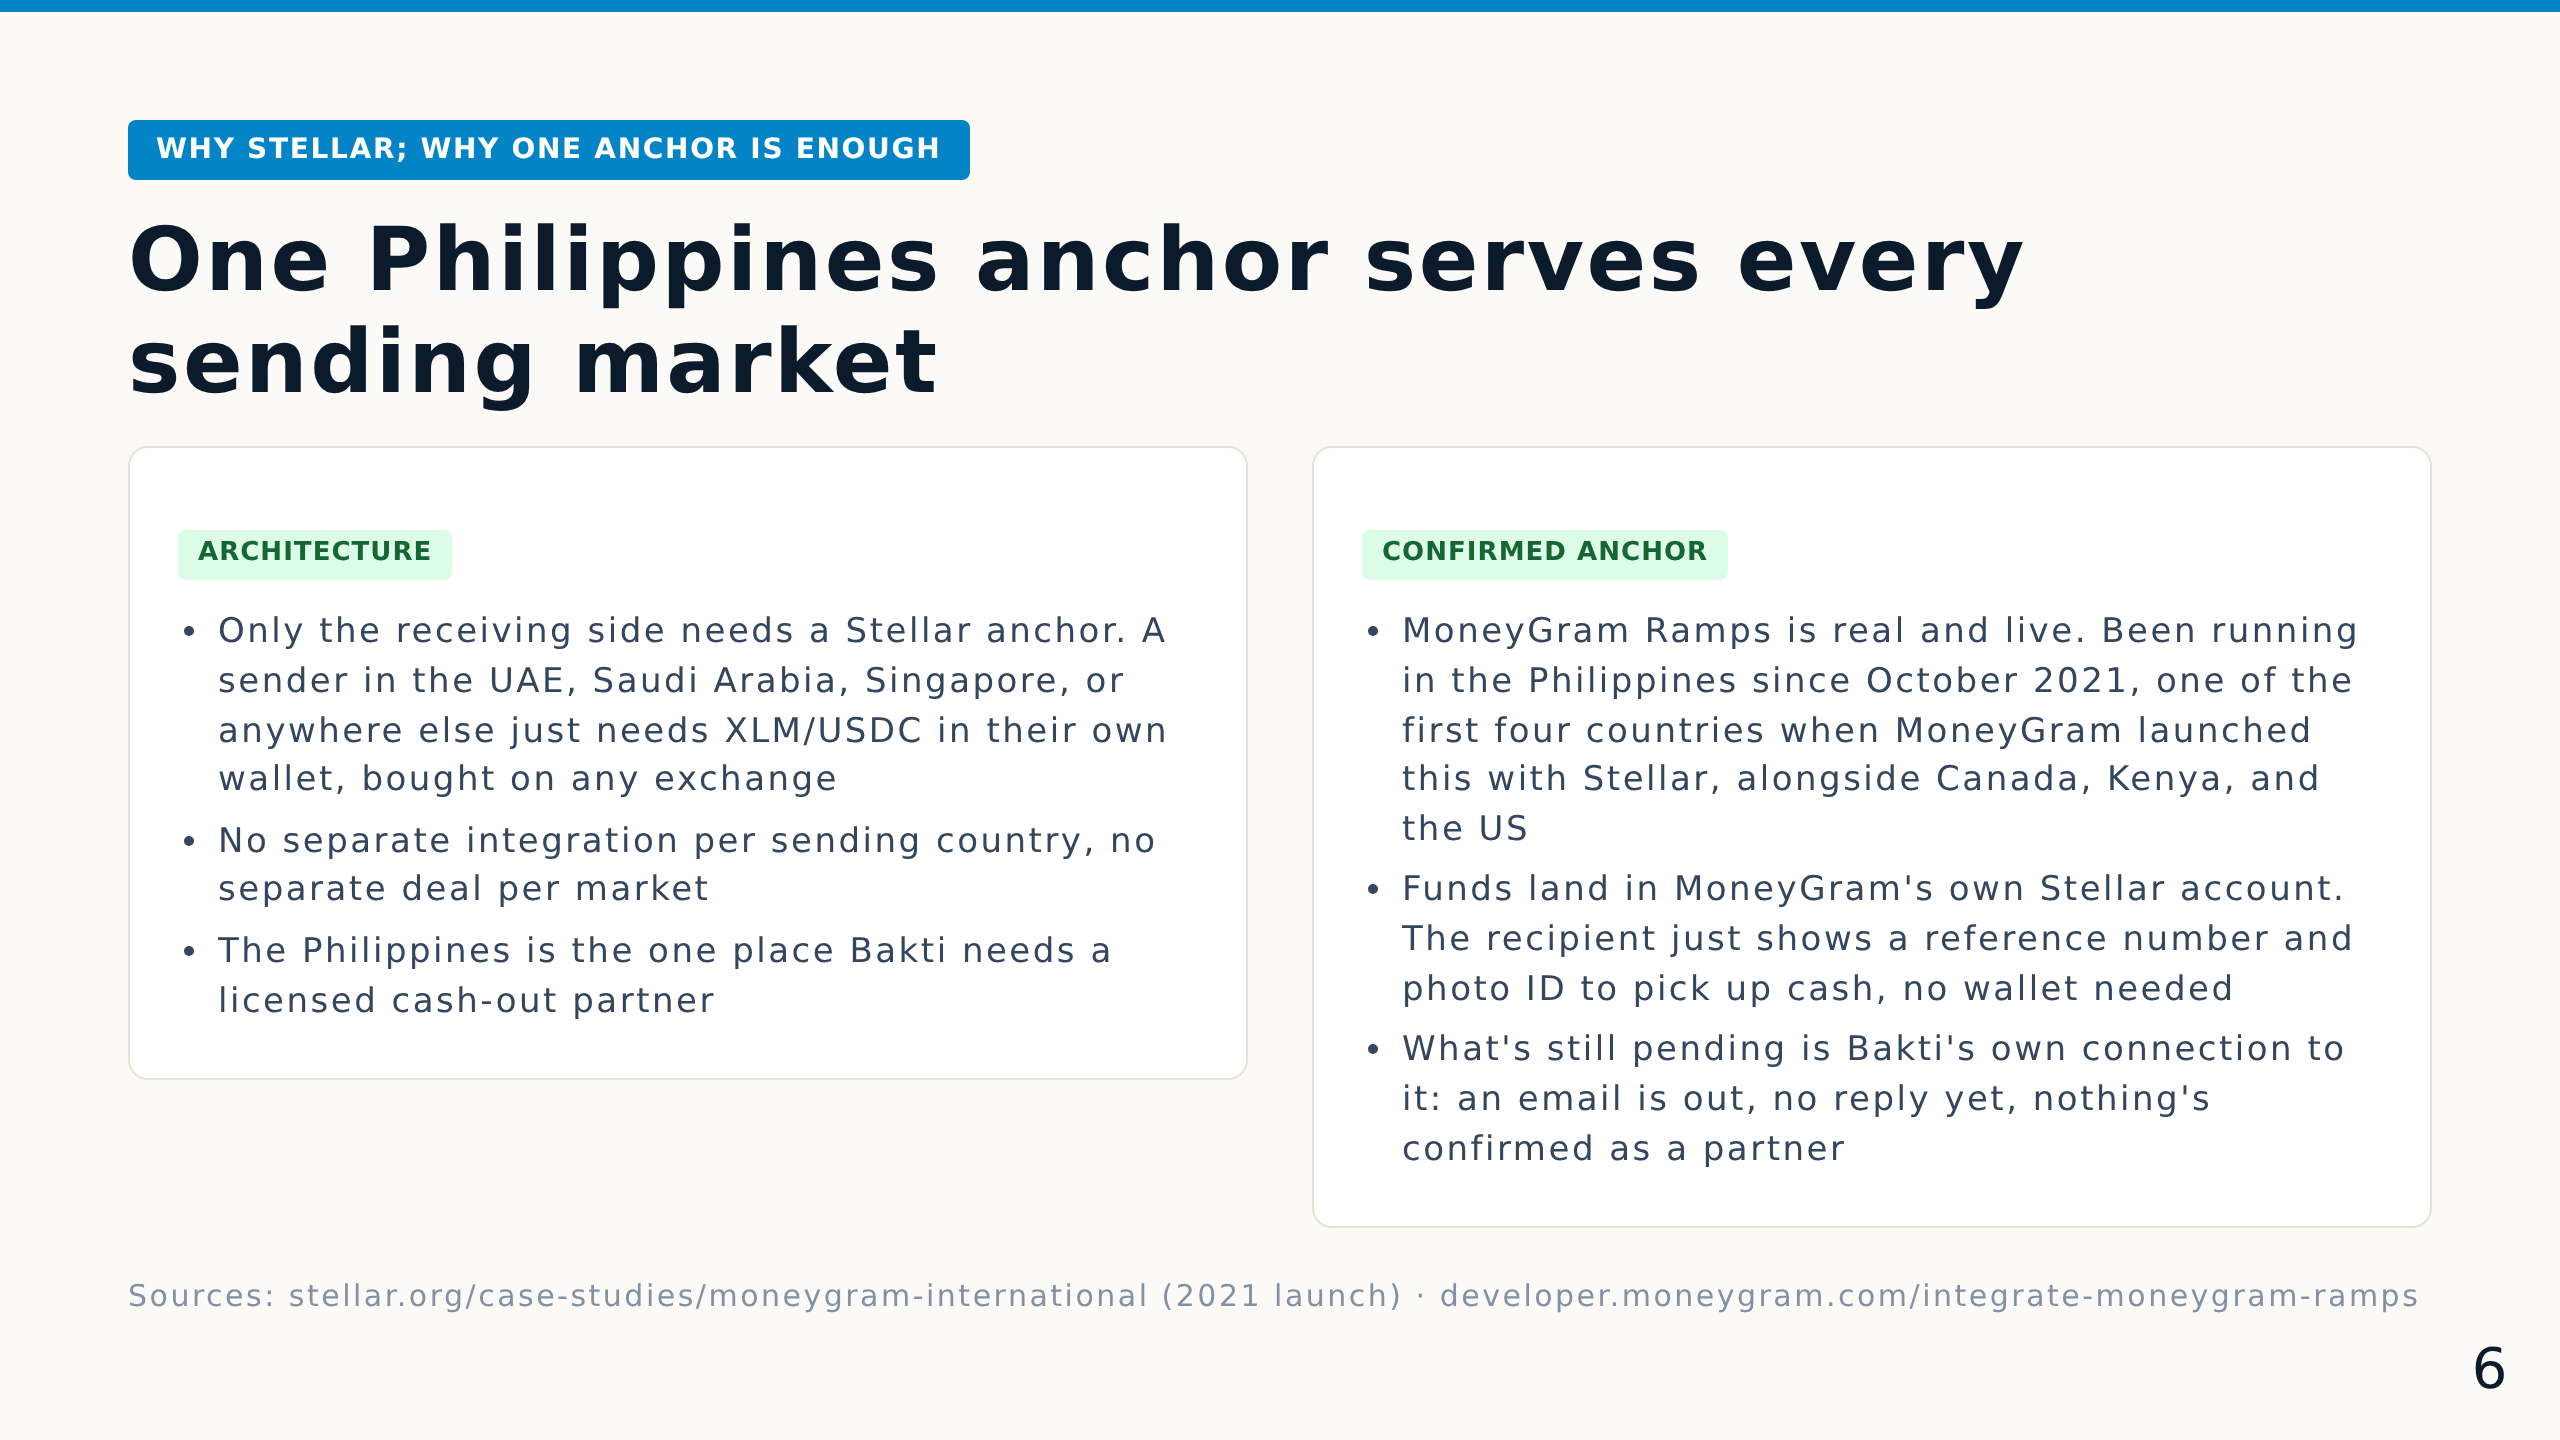 WHY STELLAR; WHY ONE ANCHOR IS ENOUGH
One Philippines anchor serves every
sending market
ARCHITECTURE
• Only the receiving side needs a Stellar anchor. A
sender in the UAE, Saudi Arabia, Singapore, or
anywhere else just needs XLM/USDC in their own
wallet, bought on any exchange
• No separate integration per sending country, no
separate deal per market
• The Philippines is the one place Bakti needs a
licensed cash-out partner
CONFIRMED ANCHOR
• MoneyGram Ramps is real and live. Been running
in the Philippines since October 2021, one of the
first four countries when MoneyGram launched
this with Stellar, alongside Canada, Kenya, and
the US
• Funds land in MoneyGram's own Stellar account.
The recipient just shows a reference number and
photo ID to pick up cash, no wallet needed
• What's still pending is Bakti's own connection to
it: an email is out, no reply yet, nothing's
confirmed as a partner
Sources: stellar.org/case-studies/moneygram-international (2021 launch) · developer.moneygram.com/integrate-moneygram-ramps
6